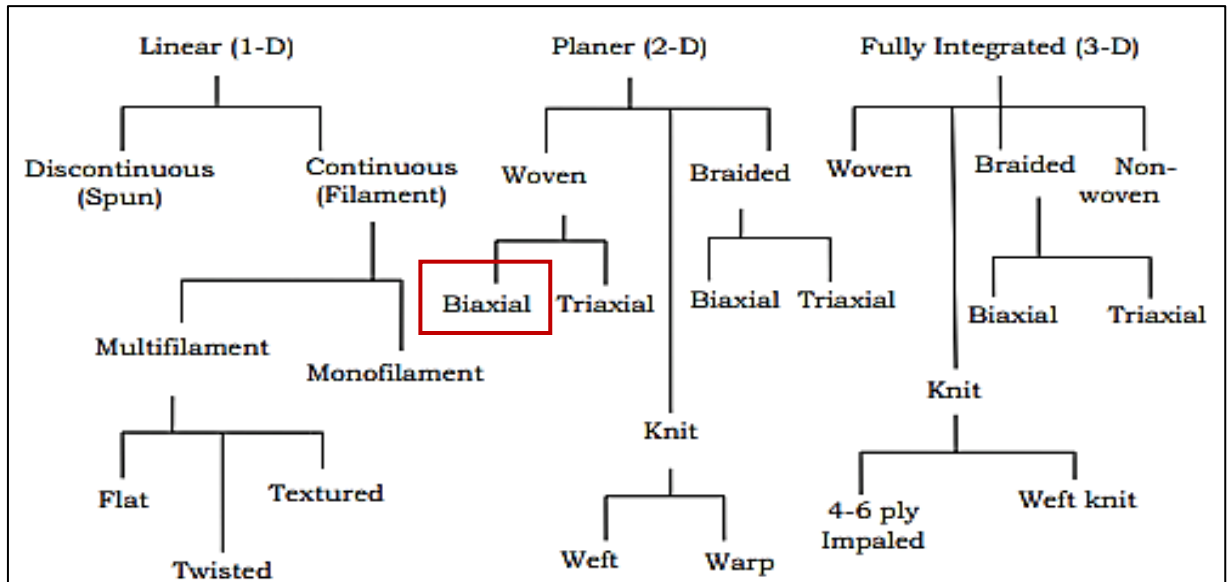 Linear (1-D)
Planer (2-D)
Fully Integrated (3-D)
Discontinuous
(Spun)
Continuous
(Filament)
Woven
Braided
Woven
Braided
Non-
woven
Biaxial
Triaxial
Biaxial
Triaxial
Biaxial
Triaxial
Multifilament
Monofilament
Knit
Knit
Flat
Textured
Twisted
Weft
Warp
4-6 ply
Impaled
Weft knit